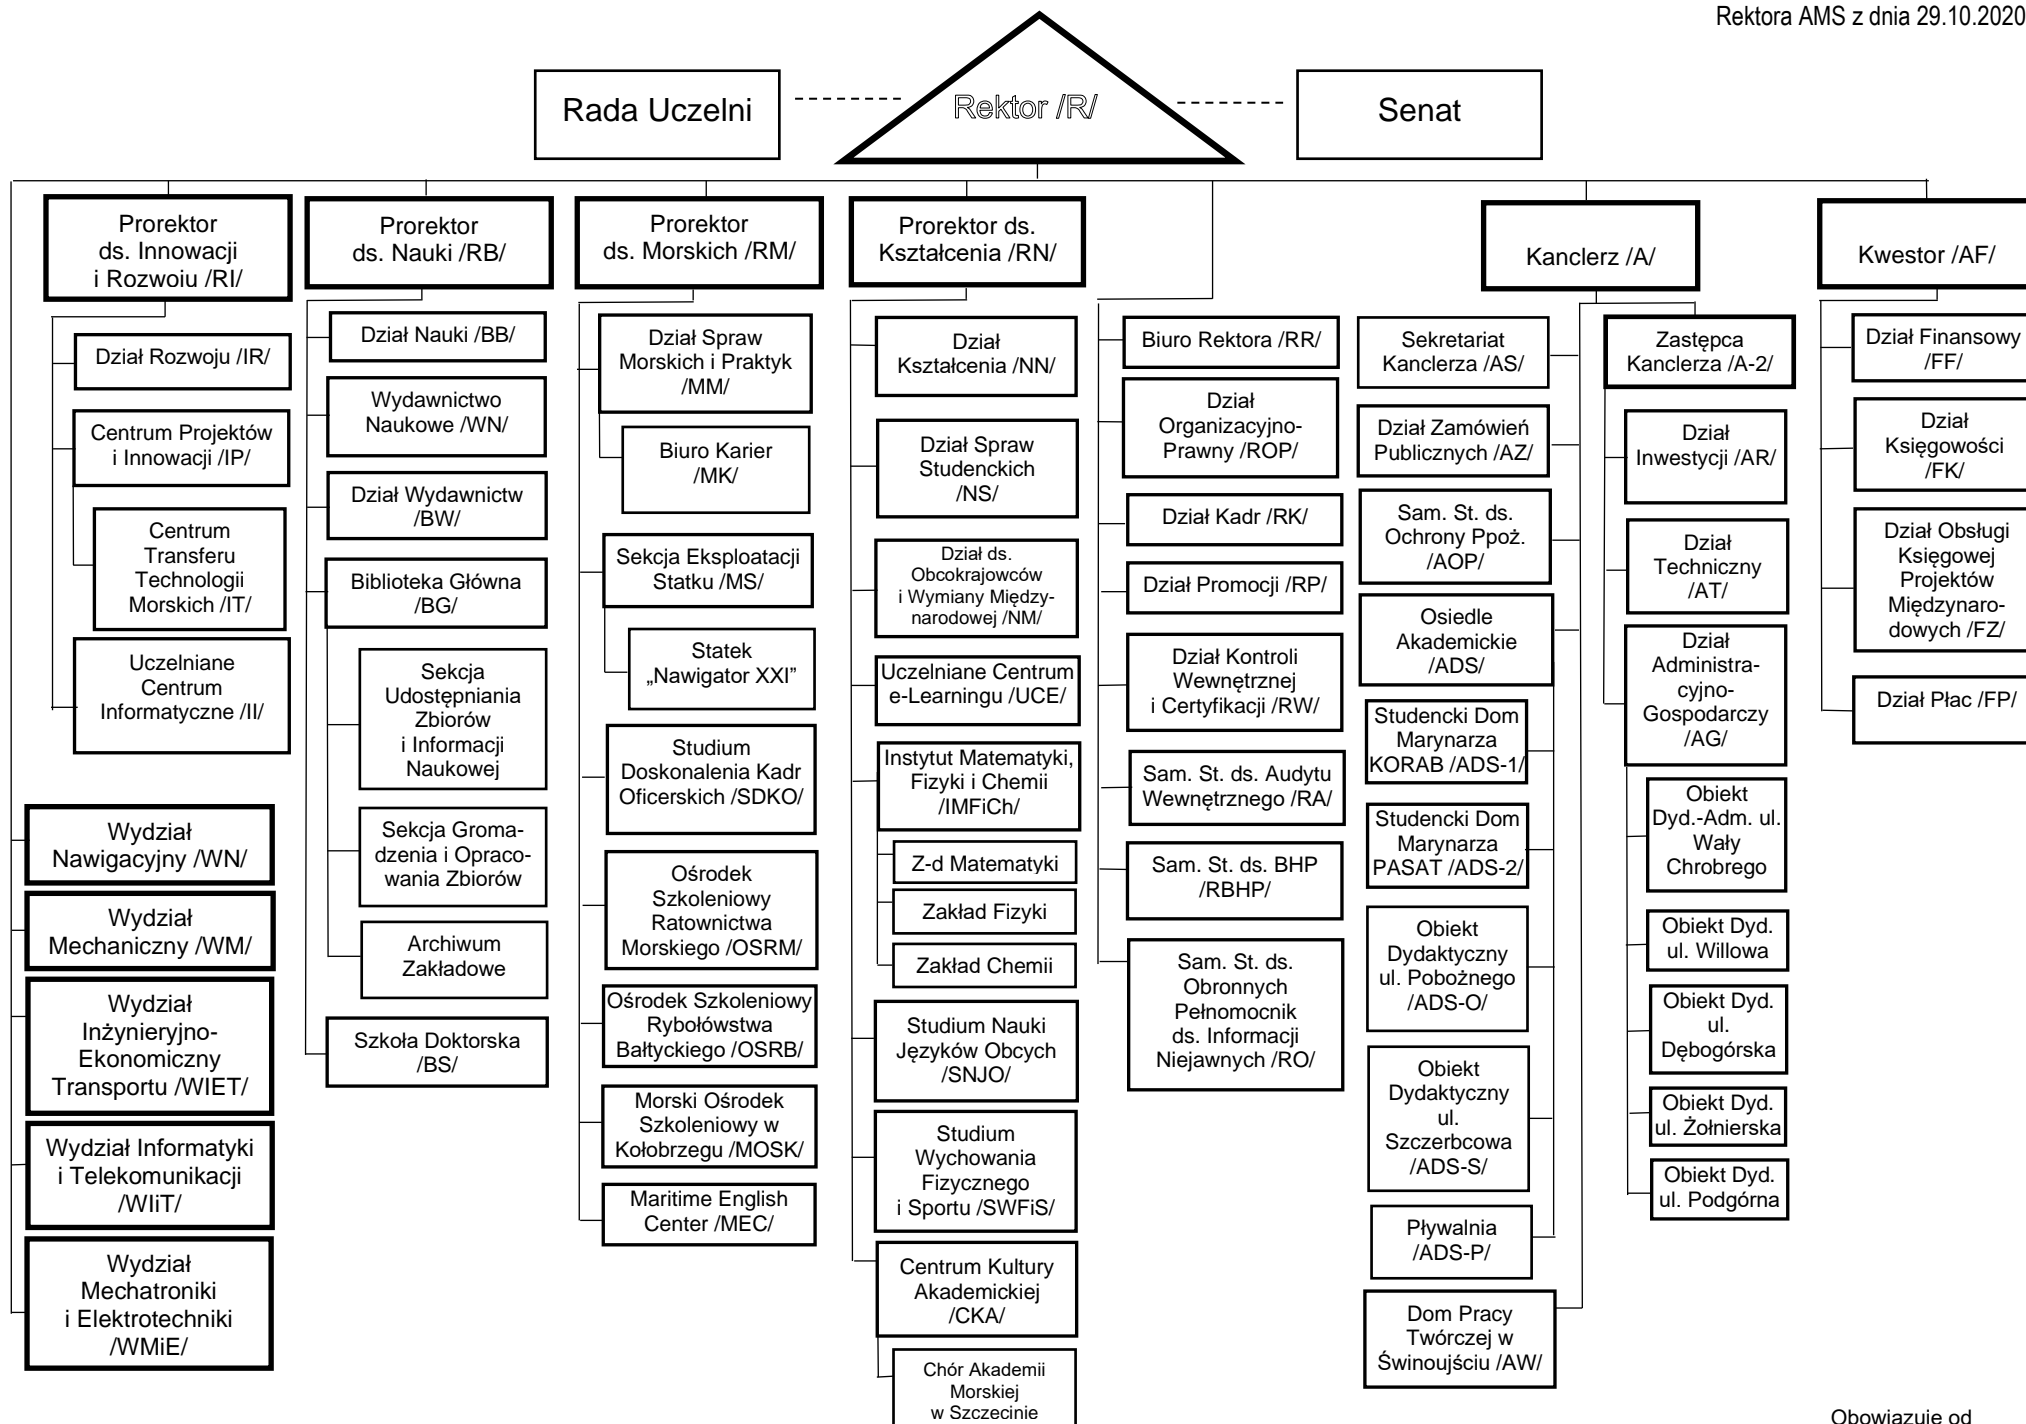 Rektora AMS z dnia 29.10.2020
Rada Uczelni
Rektor /R/
Senat
Prorektor
ds. Innowacji
i Rozwoiu /RI/
Prorektor
ds. Nauki /RB/
Prorektor
ds. Morskich /RM/
Prorektor ds.
Kształcenia /RN/
Kanclerz /A/
Kwestor /AF/
Dział Rozwoju /IR/
Centrum Projektów
i Innowacji /IP/
Centrum
Transferu
Technologii
Morskich /IT/
Uczelniane
Centrum
Informatyczne /II/
Wydział
Nawigacyjny /WN/
Wydział
Mechaniczny /WM/
Wydział
Inżynieryjno-
Ekonomiczny
Transportu /WIET/
Wydział Informatyki
i Telekomunikacji
/WIiT/
Wydział
Mechatroniki
i Elektrotechniki
/WMiE/
Dział Nauki /BB/
Wydawnictwo
Naukowe /WN/
Dział Wydawnictw
/BW/
Biblioteka Główna
/BG/
Sekcja
Udostępniania
Zbiorów
i Informacji
Naukowej
Sekcja Groma-
dzenia i Opraco-
wania Zbiorów
Archiwum
Zakładowe
Szkoła Doktorska
/BS/
Dział Spraw
Morskich i Praktyk
/MM/
Biuro Karier
/MK/
Sekcja Eksploatacji
Statku /MS/
Statek
„Nawigator XXI”
Studium
Doskonalenia Kadr
Oficerskich /SDKO/
Ośrodek
Szkoleniowy
Ratownictwa
Morskiego /OSRM/
Ośrodek Szkoleniowy
Rybołówstwa
Bałtyckiego /OSRB/
Morski Ośrodek
Szkoleniowy w
Kołobrzegu /MOSK/
Maritime English
Center /MEC/
Dział
Kształcenia /NN/
Dział Spraw
Studenckich
/NS/
Dział ds.
Obcokrajowców
i Wymiany Między-
narodowej /NM/
Uczelniane Centrum
e-Learningu /UCE/
Instytut Matematyki,
Fizyki i Chemii
/IMFiCh/
Z-d Matematyki
Zakład Fizyki
Zakład Chemii
Studium Nauki
Języków Obcych
/SNJO/
Studium
Wychowania
Fizycznego
i Sportu /SWFiS/
Centrum Kultury
Akademickiej
/CKA/
Chór Akademii
Morskiej
w Szczecinie
Biuro Rektora /RR/
Dział
Organizacyjno-
Prawny /ROP/
Dział Kadr /RK/
Dział Promocji /RP/
Dział Kontroli
Wewnętrznej
i Certyfikacji /RW/
Sam. St. ds. Audytu
Wewnętrznego /RA/
Sam. St. ds. BHP
/RBHP/
Sam. St. ds.
Obronnych
Pełnomocnik
ds. Informacji
Niejawnych /RO/
Sekretariat
Kanclerza /AS/
Dział Zamówień
Publicznych /AZ/
Sam. St. ds.
Ochrony Ppoż.
/AOP/
Osiedle
Akademickie
/ADS/
Studencki Dom
Marynarza
KORAB /ADS-1/
Studencki Dom
Marynarza
PASAT /ADS-2/
Obiekt
Dydaktyczny
ul. Pobożnego
/ADS-O/
Obiekt
Dydaktyczny
ul.
Szczerbcowa
/ADS-S/
Pływalnia
/ADS-P/
Dom Pracy
Twórczej w
Świnoujściu /AW/
Zastępca
Kanclerza /A-2/
Dział
Inwestycji /AR/
Dział
Techniczny
/AT/
Dział
Administra-
cyjno-
Gospodarczy
/AG/
Obiekt
Dyd.-Adm. ul.
Wały
Chrobrego
Obiekt Dyd.
ul. Willowa
Obiekt Dyd.
ul.
Dębogórska
Obiekt Dyd.
ul. Żołnierska
Obiekt Dyd.
ul. Podgórna
Dział Finansowy
/FF/
Dział
Księgowości
/FK/
Dział Obsługi
Księgowej
Projektów
Międzynaro-
dowych /FZ/
Dział Płac /FP/
Obowiązuje od